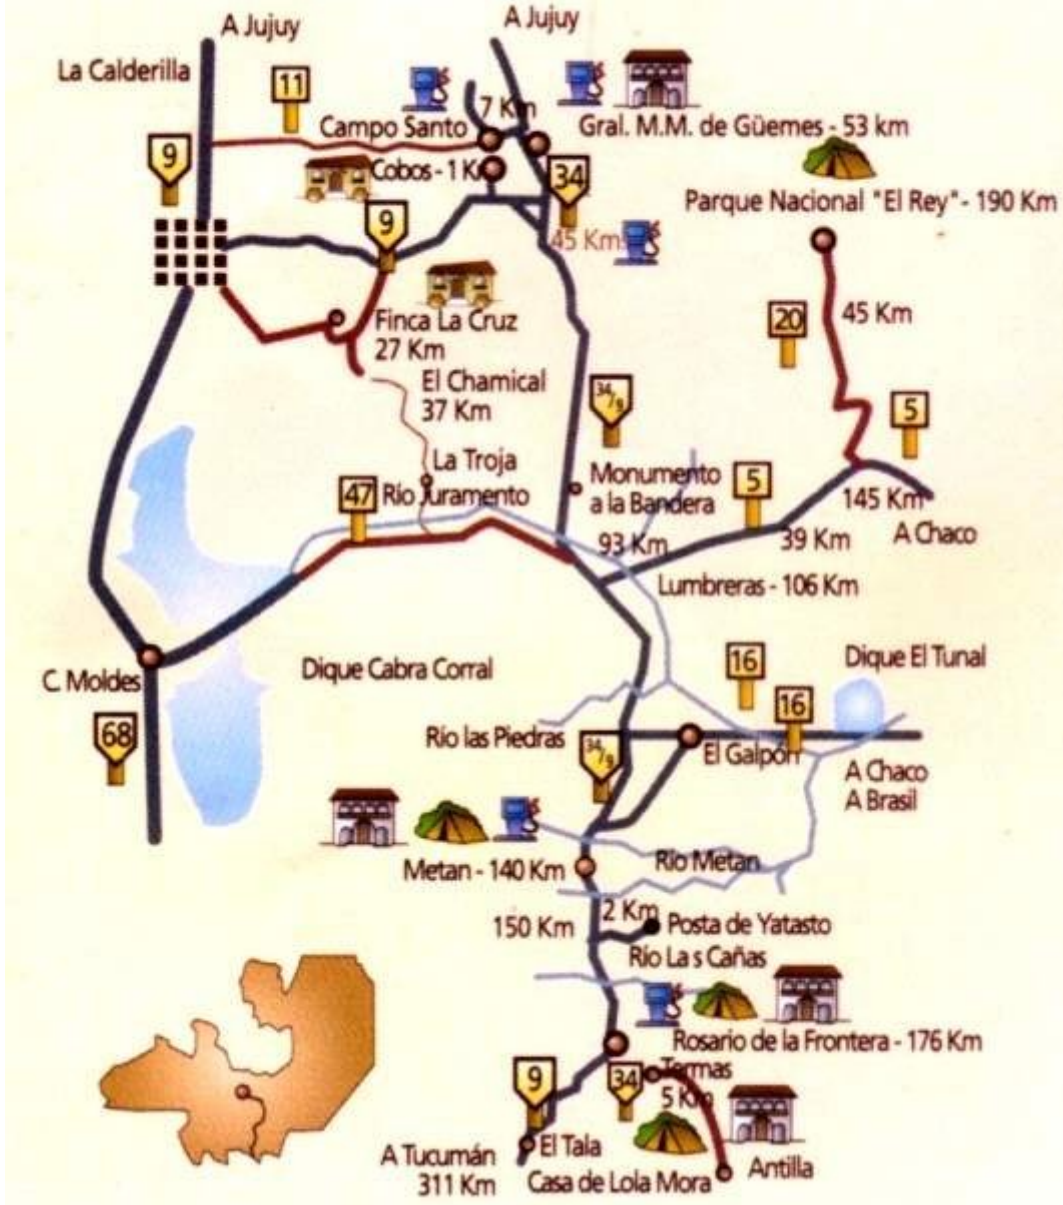 A Jujuy
A Jujuy
La Calderilla
11
7 Km
Campo Santo
Gral. M.M. de Güemes - 53 km
9
Cobos - 1 K
34
Parque Nacional "El Rey" - 190 Km
9
45 Km
20
45 Km
Finca La Cruz
27 Km
El Chamical
37 Km
34/9
5
La Troja
Monumento
a la Bandera
5
47
Río Juramento
145 Km
A Chaco
93 Km
39 Km
Lumbreras - 106 Km
C. Moldes
Dique Cabra Corral
16
Dique El Tunal
16
68
Río las Piedras
34/9
El Galpón
A Chaco
A Brasil
Metan - 140 Km
Río Metan
150 Km
2 Km
Posta de Yatasto
Río La s Cañas
Rosario de la Frontera - 176 Km
9
34
Termas
5 Km
A Tucumán
311 Km
El Tala
Casa de Lola Mora
Antilla